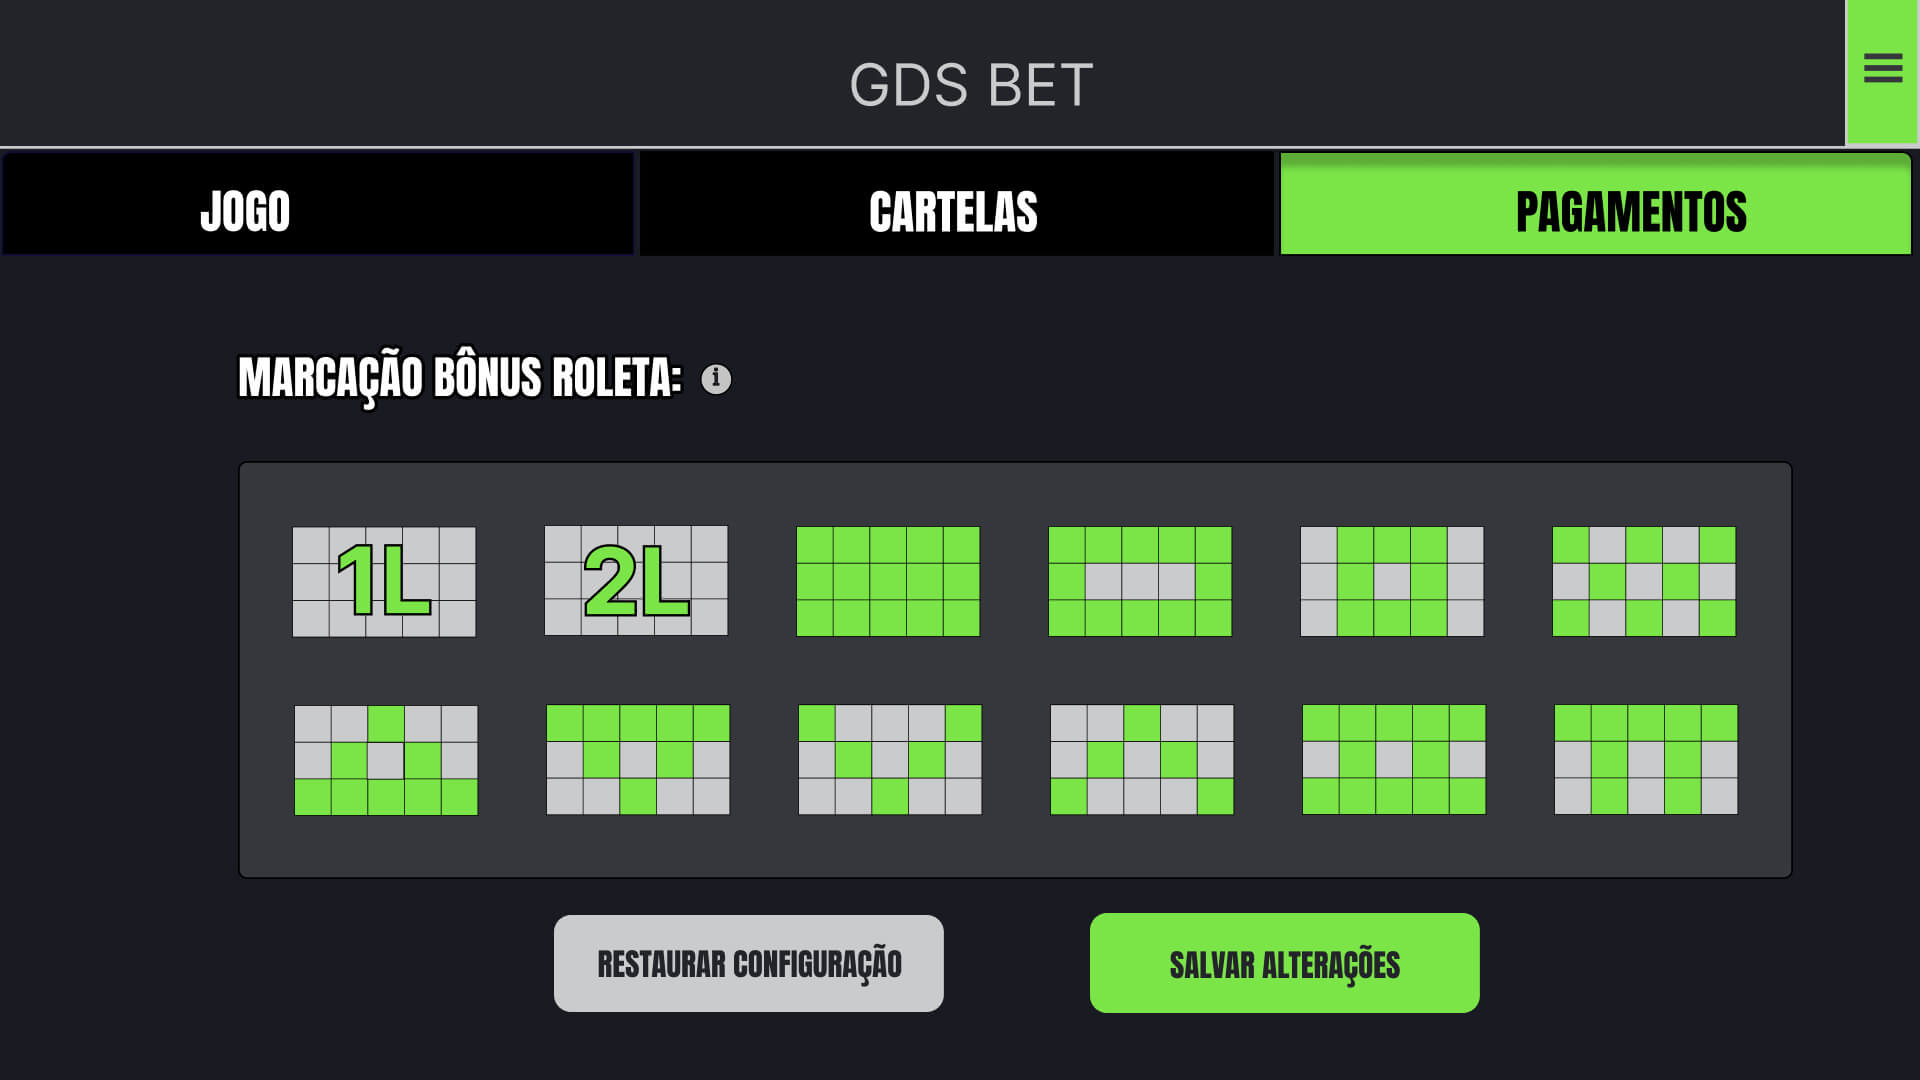 GDS BET
JOGO
CARTELAS
PAGAMENTOS
MARCAÇÃO BÔNUS ROLETA: i
1L
2L
RESTAURAR CONFIGURAÇÃO
SALVAR ALTERAÇÕES